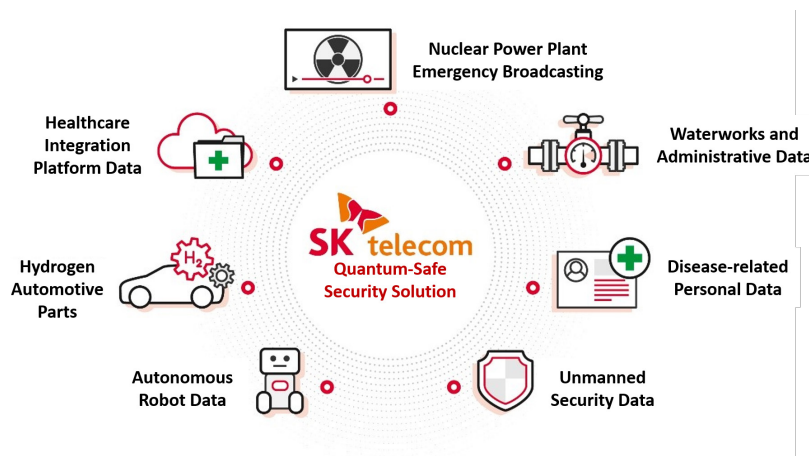 Nuclear Power Plant
Emergency Broadcasting
Healthcare
Integration
Platform Data
Waterworks and
Administrative Data
SK telecom
Quantum-Safe
Security Solution
Hydrogen
Automotive
Parts
H2
Disease-related
Personal Data
Autonomous
Robot Data
Unmanned
Security Data